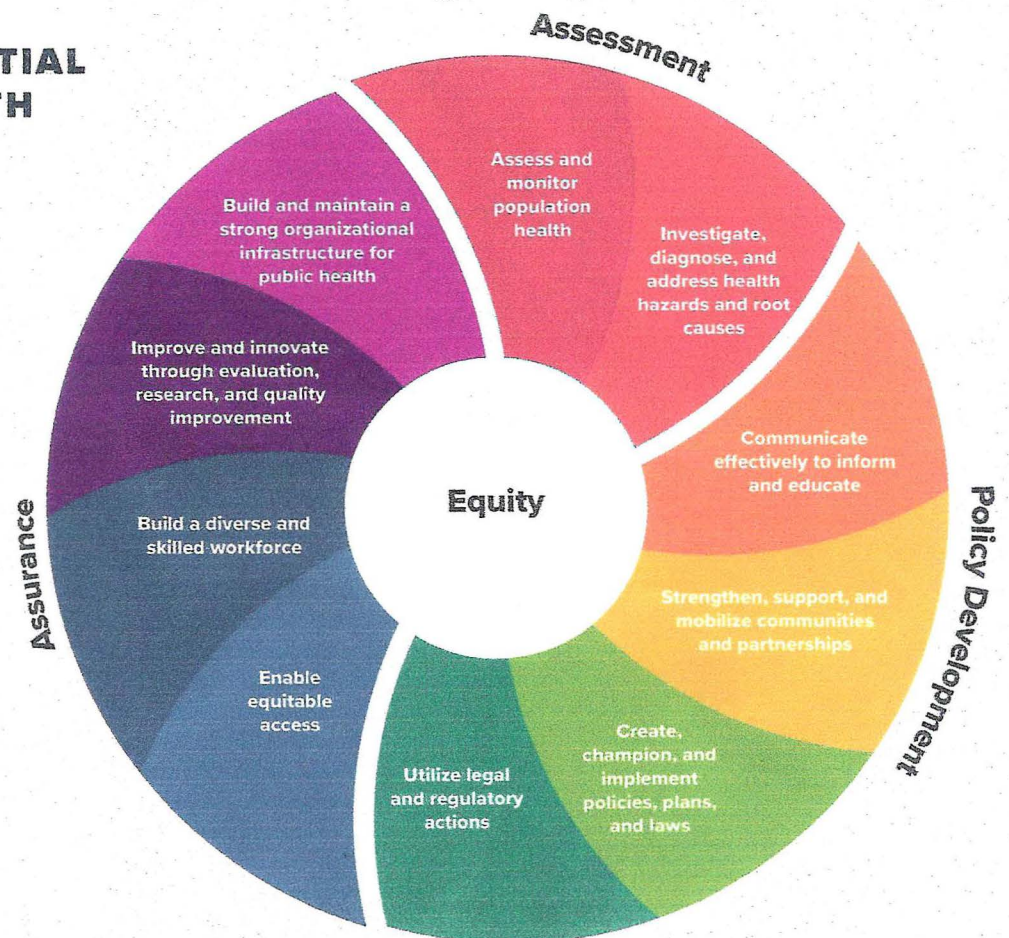 TIAL
TH
Assessment
Assess and
monitor
population
health
Investigate,
diagnose, and
address health
hazards and root
causes
Policy Development
Communicate
effectively to inform
and educate
Strengthen, support, and
mobilize communities
and partnerships
Create,
champion, and
implement
policies, plans,
and laws
Utilize legal
and regulatory
actions
Assurance
Enable
equitable
access
Build a diverse and
skilled workforce
Improve and innovate
through evaluation,
research, and quality
improvement
Build and maintain a
strong organizational
infrastructure for
public health
Equity